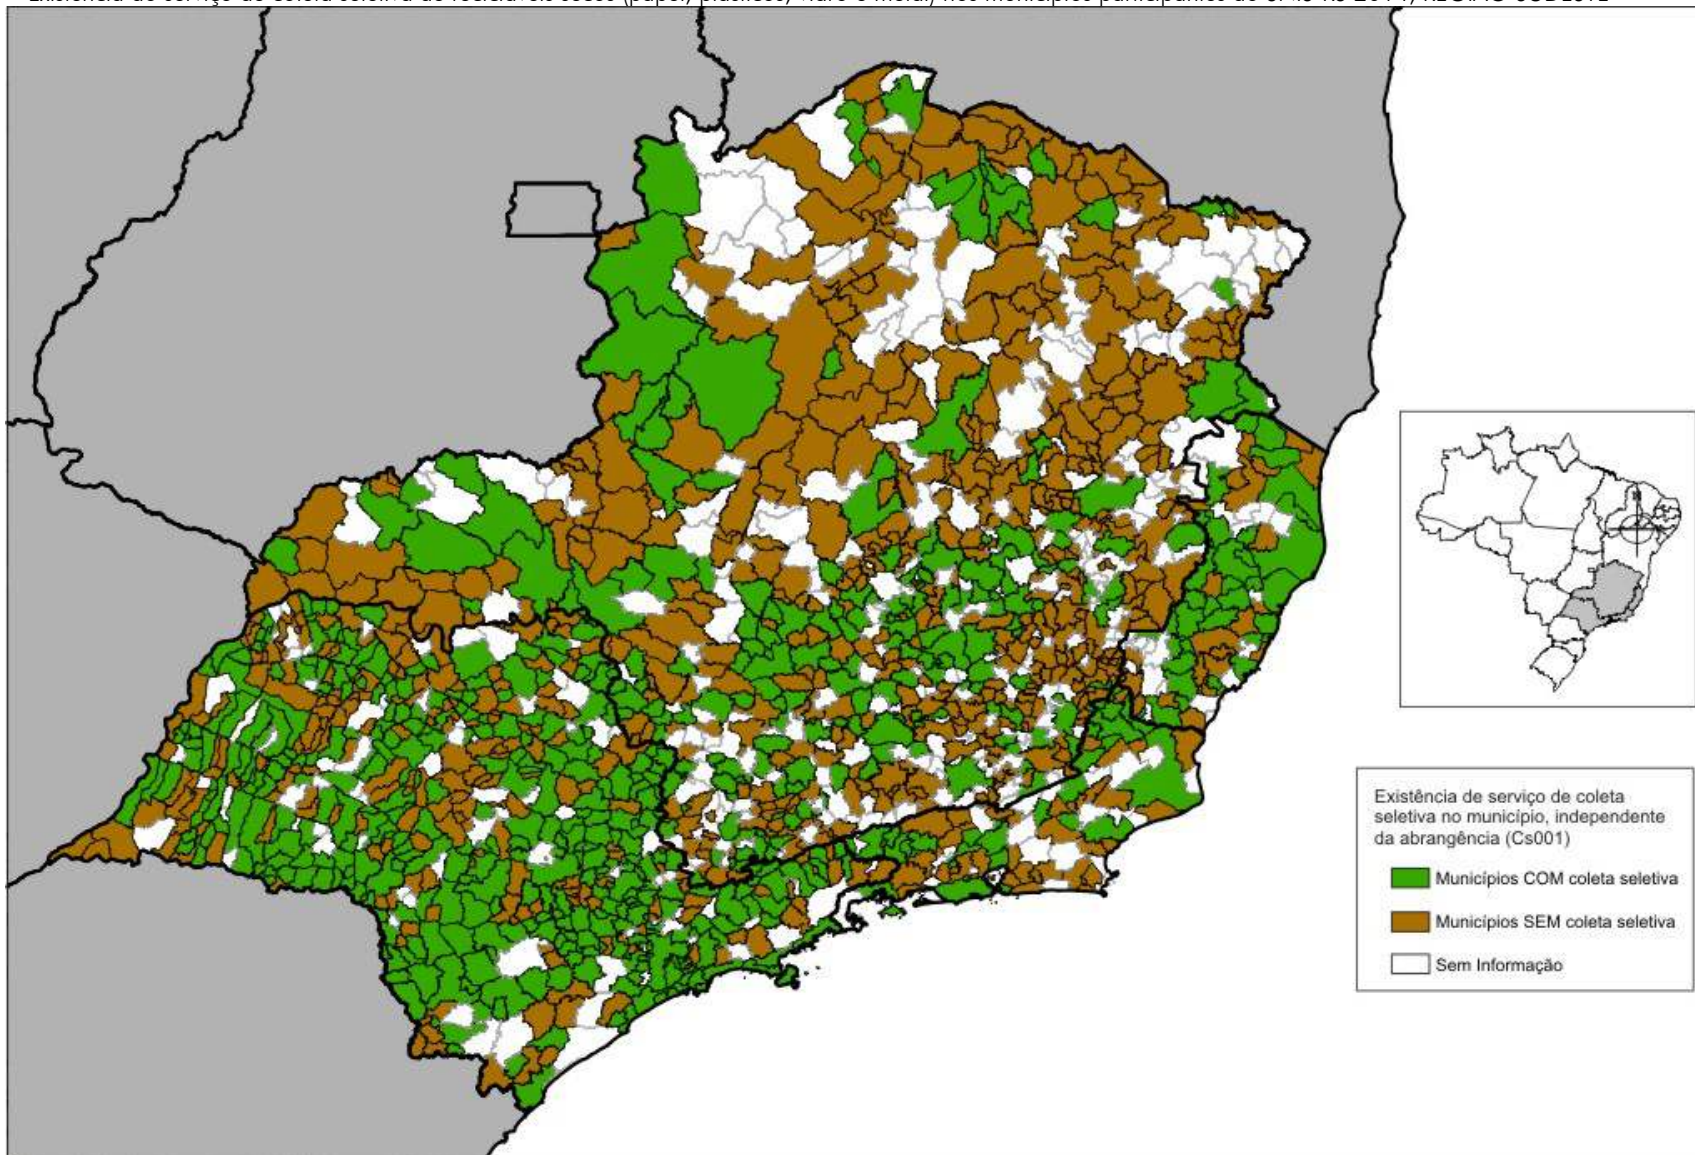 Existência de serviço de coleta
seletiva no município, independente
da abrangência (Cs001)
Municípios COM coleta seletiva
Municípios SEM coleta seletiva
Sem Informação